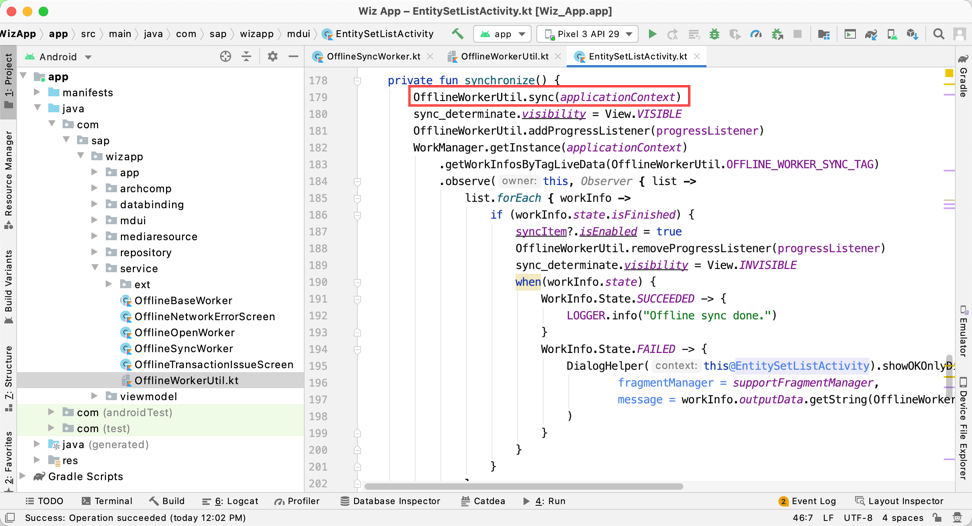 Wiz App – EntitySetListActivity.kt [Wiz_App.app]
WizApp app src main java com sap wizapp mdui EntitySetListActivity app Pixel 3 API 29
Android
OfflineSyncWorker.kt OfflineWorkerUtil.kt EntitySetListActivity.kt
1: Project
Resource Manager
Build Variants
7: Structure
2: Favorites
app
manifests
java
com
sap
wizapp
app
archcomp
databinding
mdui
mediaresource
repository
service
ext
OfflineBaseWorker
OfflineNetworkErrorScreen
OfflineOpenWorker
OfflineSyncWorker
OfflineTransactionIssueScreen
OfflineWorkerUtil.kt
viewmodel
com (androidTest)
com (test)
java (generated)
res
Gradle Scripts
178 private fun synchronize() {
179 OfflineWorkerUtil.sync(applicationContext)
180 sync_determinate.visibility = View.VISIBLE
181 OfflineWorkerUtil.addProgressListener(progressListener)
182 WorkManager.getInstance(applicationContext)
183 .getWorkInfosByTagLiveData(OfflineWorkerUtil.OFFLINE_WORKER_SYNC_TAG)
184 .observe( owner: this, Observer { list ->
185 list.forEach { workInfo ->
186 if (workInfo.state.isFinished) {
187 syncItem?.isEnabled = true
188 OfflineWorkerUtil.removeProgressListener(progressListener)
189 sync_determinate.visibility = View.INVISIBLE
190 when(workInfo.state) {
191 WorkInfo.State.SUCCEEDED -> {
192 LOGGER.info("Offline sync done.")
193 }
194 WorkInfo.State.FAILED -> {
195 DialogHelper( context: this@EntitySetListActivity).showOKOnlyD
196 fragmentManager = supportFragmentManager,
197 message = workInfo.outputData.getString(OfflineWorker
198 )
199 }
200 }
201 }
202
Gradle
Emulator
Device File Explorer
TODO Terminal Build 6: Logcat Profiler Database Inspector Catdea 4: Run 2 Event Log Layout Inspector
Success: Operation succeeded (today 12:02 PM) 46:7 LF UTF-8 4 spaces